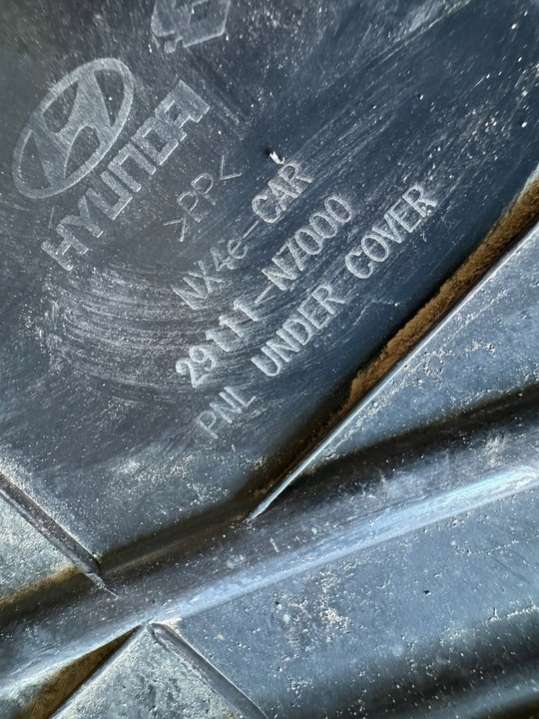 HYUNDAI
>PP<
NX4e-CAR
29111-N7000
PNL UNDER COVER